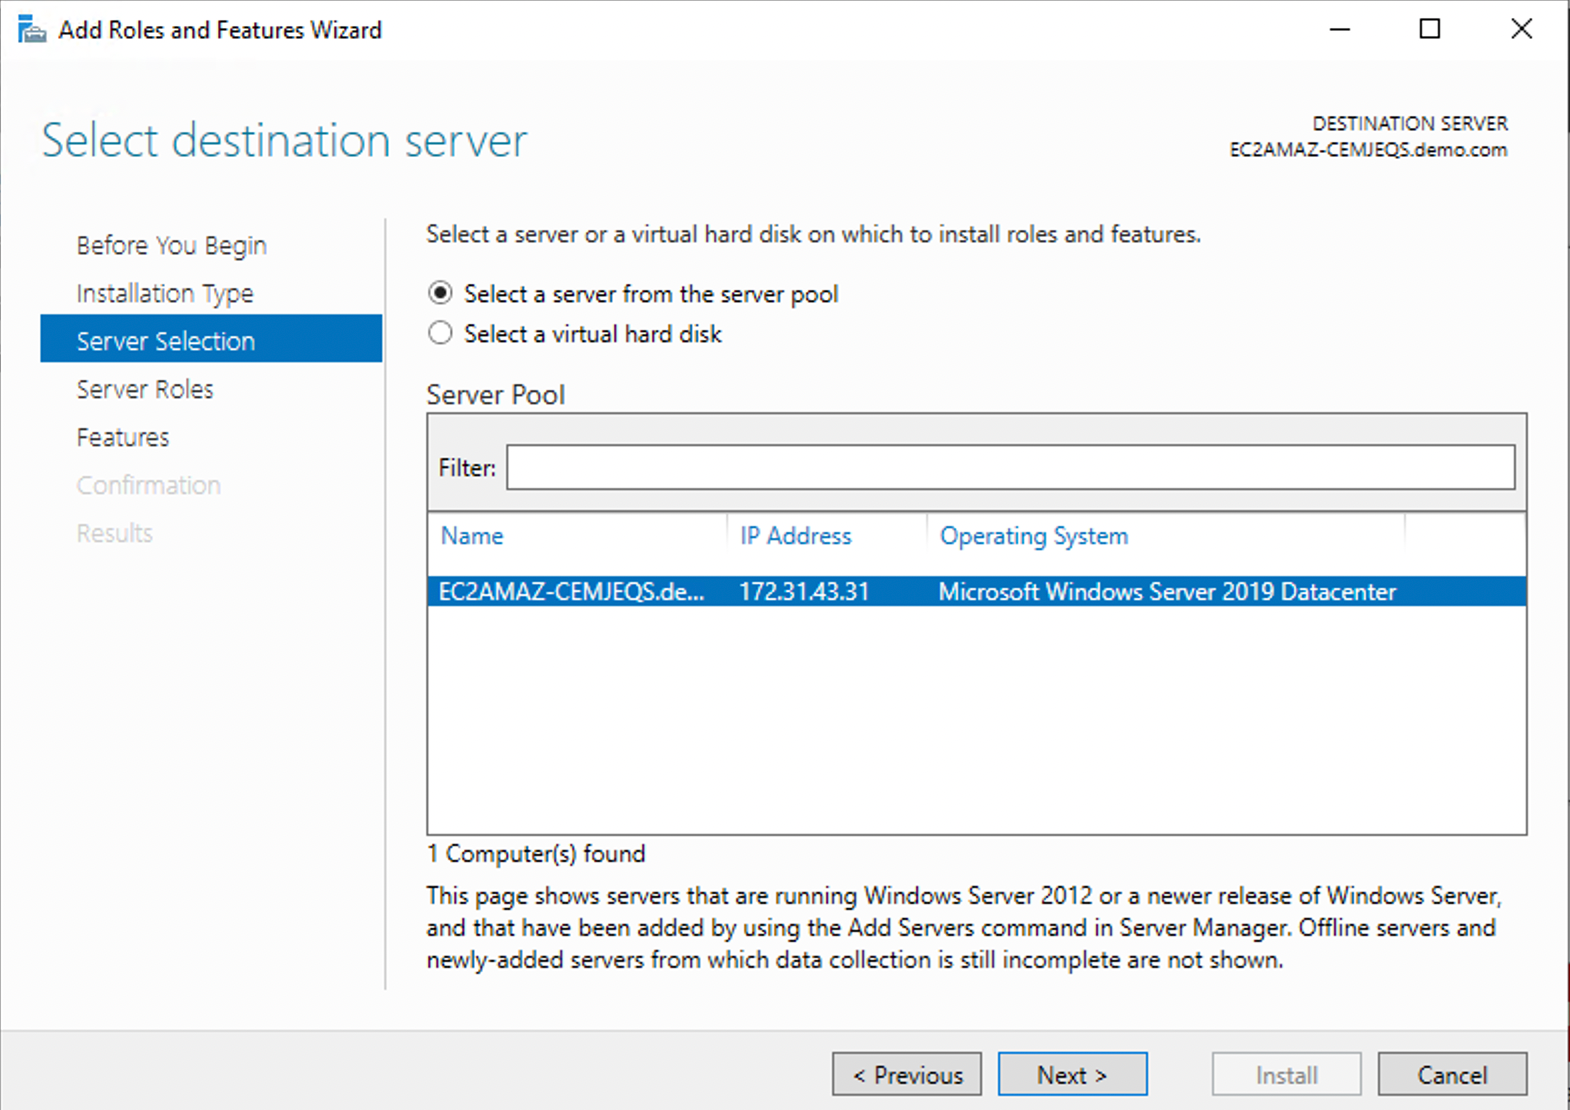 Add Roles and Features Wizard
Select destination server
DESTINATION SERVER
EC2AMAZ-CEMJEQS.demo.com
Before You Begin
Installation Type
Server Selection
Server Roles
Features
Confirmation
Results
Select a server or a virtual hard disk on which to install roles and features.
Select a server from the server pool
Select a virtual hard disk
Server Pool
Filter:
Name IP Address Operating System
EC2AMAZ-CEMJEQS.de... 172.31.43.31 Microsoft Windows Server 2019 Datacenter
1 Computer(s) found
This page shows servers that are running Windows Server 2012 or a newer release of Windows Server,
and that have been added by using the Add Servers command in Server Manager. Offline servers and
newly-added servers from which data collection is still incomplete are not shown.
< Previous Next > Install Cancel